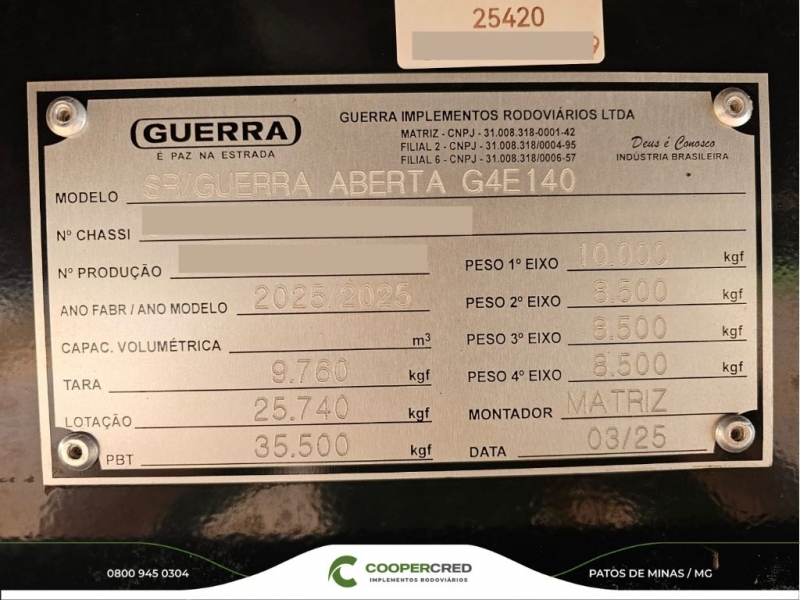 25420
9
GUERRA
É PAZ NA ESTRADA
GUERRA IMPLEMENTOS RODOVIÁRIOS LTDA
MATRIZ - CNPJ - 31.008.318-0001-42
FILIAL 2 - CNPJ - 31.008.318/0004-95
FILIAL 6 - CNPJ - 31.008.318/0006-57
Deus é Conosco
INDÚSTRIA BRASILEIRA
MODELO SR/GUERRA ABERTA G4E140
Nº CHASSI
Nº PRODUÇÃO
ANO FABR / ANO MODELO 2025/2025
CAPAC. VOLUMÉTRICA m³
TARA 9.760 kgf
LOTAÇÃO 25.740 kgf
PBT 35.500 kgf
PESO 1º EIXO 10.000 kgf
PESO 2º EIXO 8.500 kgf
PESO 3º EIXO 8.500 kgf
PESO 4º EIXO 8.500 kgf
MONTADOR MATRIZ
DATA 03/25
0800 945 0304
COOPERCRED
IMPLEMENTOS RODOVIÁRIOS
PATOS DE MINAS / MG